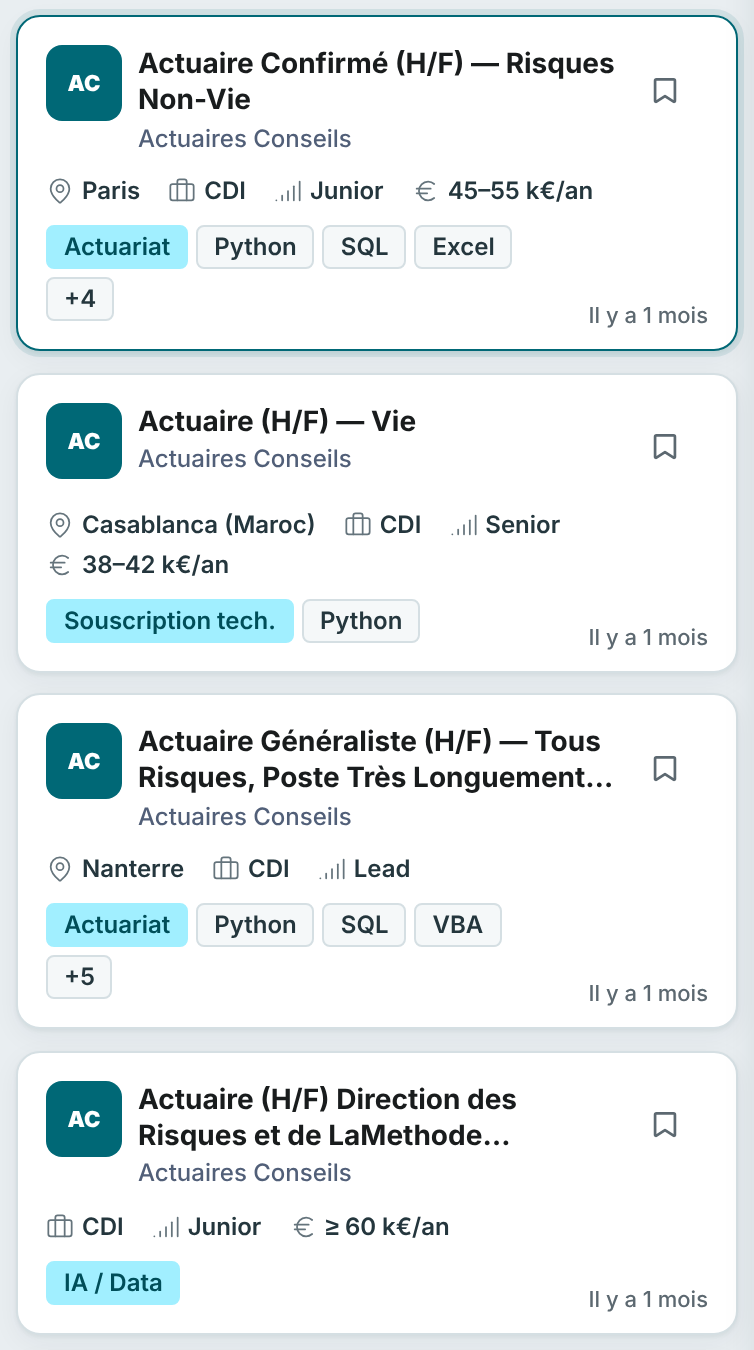 AC
Actuaire Confirmé (H/F) — Risques
Non-Vie
Actuaires Conseils
Paris CDI Junior 45–55 k€/an
Actuariat Python SQL Excel
+4
Il y a 1 mois
AC
Actuaire (H/F) — Vie
Actuaires Conseils
Casablanca (Maroc) CDI Senior
38–42 k€/an
Souscription tech. Python
Il y a 1 mois
AC
Actuaire Généraliste (H/F) — Tous
Risques, Poste Très Longuement...
Actuaires Conseils
Nanterre CDI Lead
Actuariat Python SQL VBA
+5
Il y a 1 mois
AC
Actuaire (H/F) Direction des
Risques et de LaMethode...
Actuaires Conseils
CDI Junior ≥ 60 k€/an
IA / Data
Il y a 1 mois